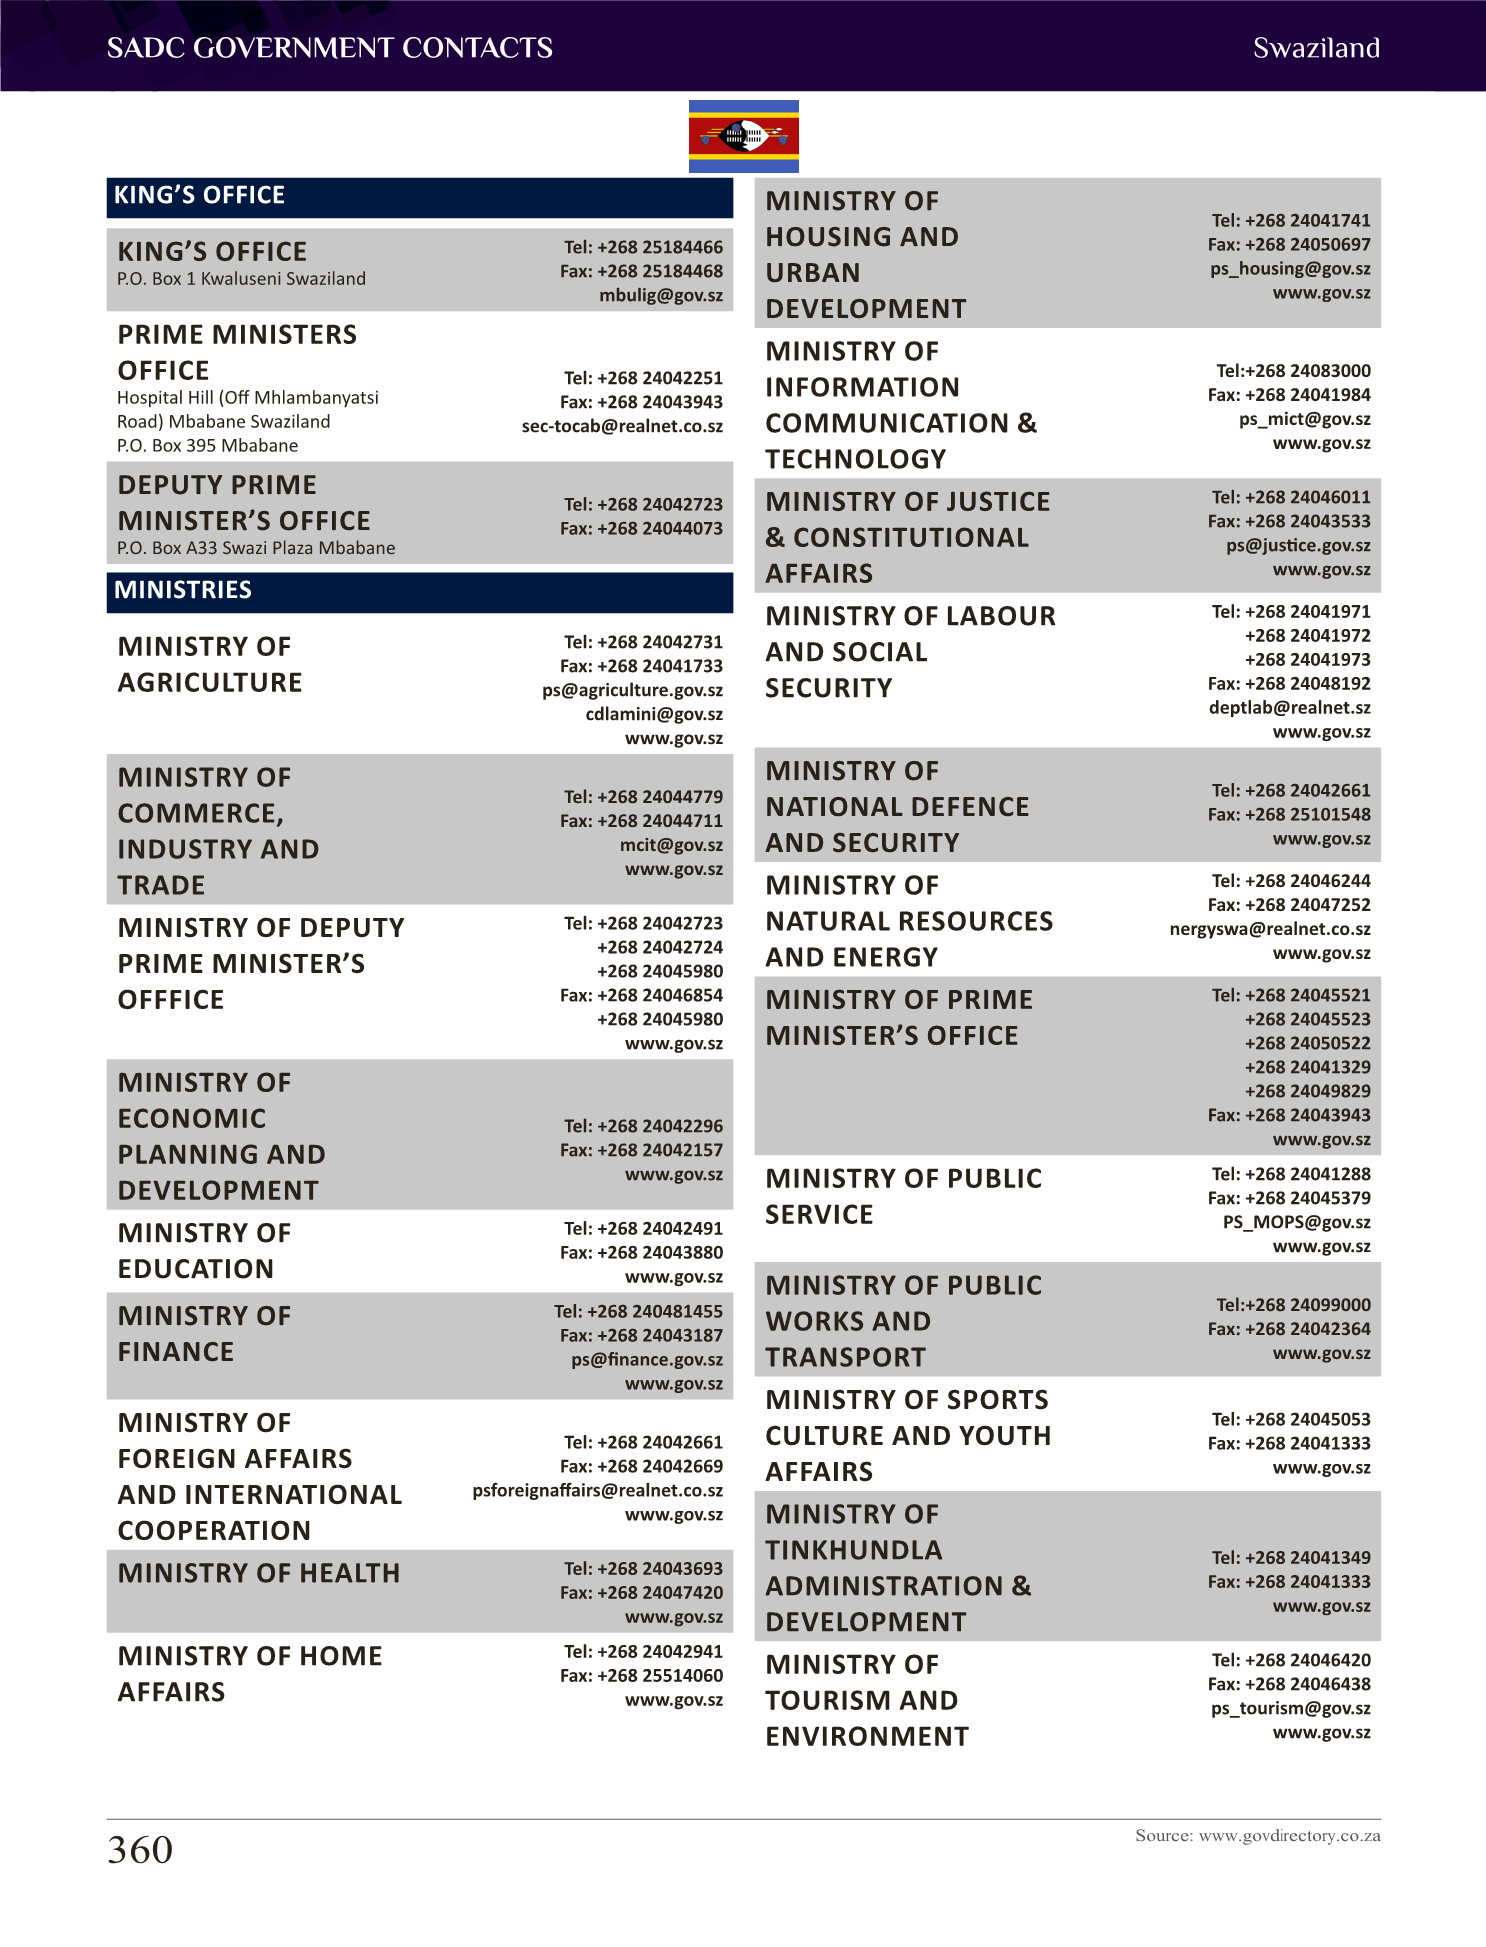 SADC GOVERNMENT CONTACTS
Swaziland
KING’S OFFICE
KING’S OFFICE
P.O. Box 1 Kwaluseni Swaziland
Tel: +268 25184466
Fax: +268 25184468
mbulig@gov.sz
PRIME MINISTERS
OFFICE
Hospital Hill (Off Mhlambanyatsi
Road) Mbabane Swaziland
P.O. Box 395 Mbabane
Tel: +268 24042251
Fax: +268 24043943
sec-tocab@realnet.co.sz
DEPUTY PRIME
MINISTER’S OFFICE
P.O. Box A33 Swazi Plaza Mbabane
Tel: +268 24042723
Fax: +268 24044073
MINISTRIES
MINISTRY OF
AGRICULTURE
Tel: +268 24042731
Fax: +268 24041733
ps@agriculture.gov.sz
cdlamini@gov.sz
www.gov.sz
MINISTRY OF
COMMERCE,
INDUSTRY AND
TRADE
Tel: +268 24044779
Fax: +268 24044711
mcit@gov.sz
www.gov.sz
MINISTRY OF DEPUTY
PRIME MINISTER’S
OFFFICE
Tel: +268 24042723
+268 24042724
+268 24045980
Fax: +268 24046854
+268 24045980
www.gov.sz
MINISTRY OF
ECONOMIC
PLANNING AND
DEVELOPMENT
Tel: +268 24042296
Fax: +268 24042157
www.gov.sz
MINISTRY OF
EDUCATION
Tel: +268 24042491
Fax: +268 24043880
www.gov.sz
MINISTRY OF
FINANCE
Tel: +268 240481455
Fax: +268 24043187
ps@finance.gov.sz
www.gov.sz
MINISTRY OF
FOREIGN AFFAIRS
AND INTERNATIONAL
COOPERATION
Tel: +268 24042661
Fax: +268 24042669
psforeignaffairs@realnet.co.sz
www.gov.sz
MINISTRY OF HEALTH
Tel: +268 24043693
Fax: +268 24047420
www.gov.sz
MINISTRY OF HOME
AFFAIRS
Tel: +268 24042941
Fax: +268 25514060
www.gov.sz
MINISTRY OF
HOUSING AND
URBAN
DEVELOPMENT
Tel: +268 24041741
Fax: +268 24050697
ps_housing@gov.sz
www.gov.sz
MINISTRY OF
INFORMATION
COMMUNICATION &
TECHNOLOGY
Tel:+268 24083000
Fax: +268 24041984
ps_mict@gov.sz
www.gov.sz
MINISTRY OF JUSTICE
& CONSTITUTIONAL
AFFAIRS
Tel: +268 24046011
Fax: +268 24043533
ps@justice.gov.sz
www.gov.sz
MINISTRY OF LABOUR
AND SOCIAL
SECURITY
Tel: +268 24041971
+268 24041972
+268 24041973
Fax: +268 24048192
deptlab@realnet.sz
www.gov.sz
MINISTRY OF
NATIONAL DEFENCE
AND SECURITY
Tel: +268 24042661
Fax: +268 25101548
www.gov.sz
MINISTRY OF
NATURAL RESOURCES
AND ENERGY
Tel: +268 24046244
Fax: +268 24047252
nergyswa@realnet.co.sz
www.gov.sz
MINISTRY OF PRIME
MINISTER’S OFFICE
Tel: +268 24045521
+268 24045523
+268 24050522
+268 24041329
+268 24049829
Fax: +268 24043943
www.gov.sz
MINISTRY OF PUBLIC
SERVICE
Tel: +268 24041288
Fax: +268 24045379
PS_MOPS@gov.sz
www.gov.sz
MINISTRY OF PUBLIC
WORKS AND
TRANSPORT
Tel:+268 24099000
Fax: +268 24042364
www.gov.sz
MINISTRY OF SPORTS
CULTURE AND YOUTH
AFFAIRS
Tel: +268 24045053
Fax: +268 24041333
www.gov.sz
MINISTRY OF
TINKHUNDLA
ADMINISTRATION &
DEVELOPMENT
Tel: +268 24041349
Fax: +268 24041333
www.gov.sz
MINISTRY OF
TOURISM AND
ENVIRONMENT
Tel: +268 24046420
Fax: +268 24046438
ps_tourism@gov.sz
www.gov.sz
360
Source: www.govdirectory.co.za